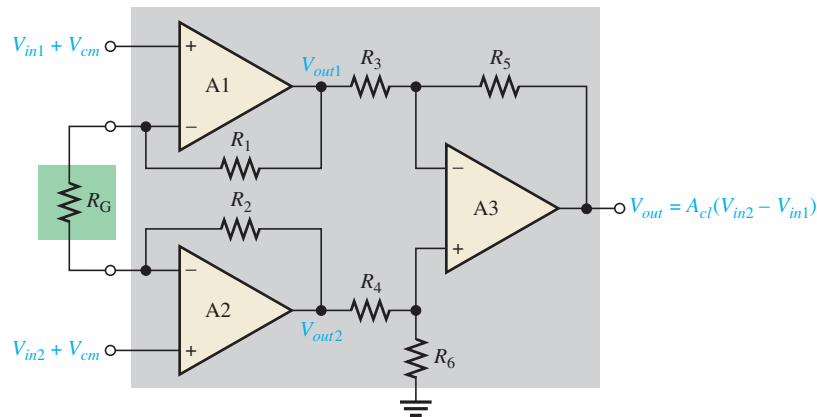 V_in1 + V_cm
+
A1
−
V_out1
R_3
R_5
R_1
R_G
R_2
−
A3
+
V_out = A_cl(V_in2 − V_in1)
−
A2
+
V_out2
R_4
R_6
V_in2 + V_cm